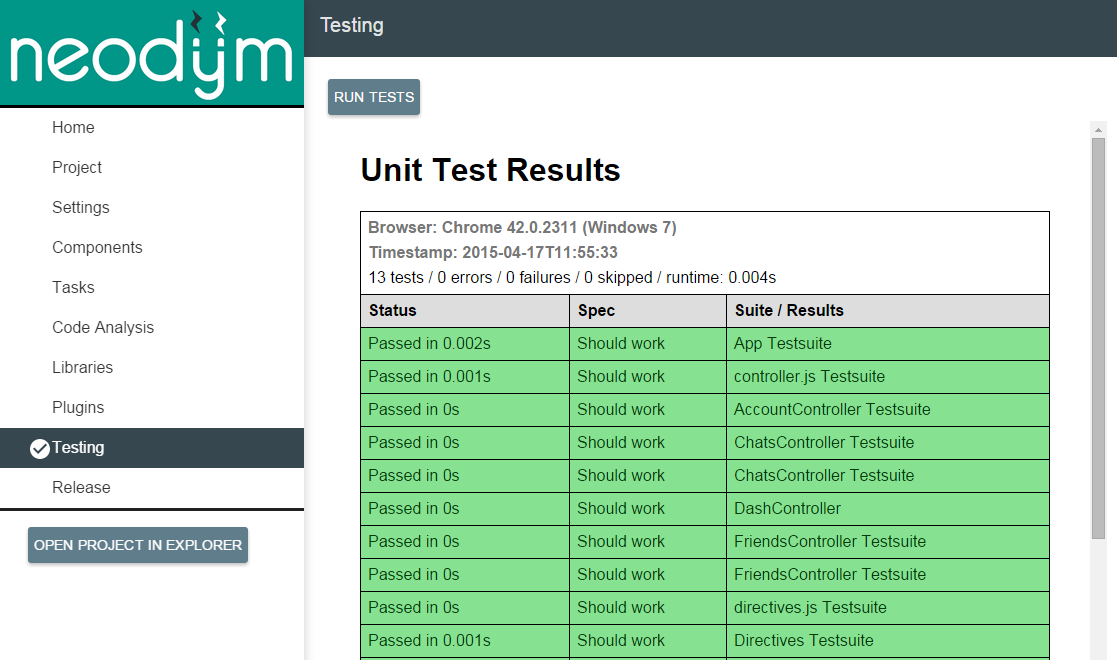 neodym
Testing
RUN TESTS
Home
Project
Settings
Components
Tasks
Code Analysis
Libraries
Plugins
Testing
Release
OPEN PROJECT IN EXPLORER
Unit Test Results
Browser: Chrome 42.0.2311 (Windows 7)
Timestamp: 2015-04-17T11:55:33
13 tests / 0 errors / 0 failures / 0 skipped / runtime: 0.004s
Status Spec Suite / Results
Passed in 0.002s Should work App Testsuite
Passed in 0.001s Should work controller.js Testsuite
Passed in 0s Should work AccountController Testsuite
Passed in 0s Should work ChatsController Testsuite
Passed in 0s Should work ChatsController Testsuite
Passed in 0s Should work DashController
Passed in 0s Should work FriendsController Testsuite
Passed in 0s Should work FriendsController Testsuite
Passed in 0s Should work directives.js Testsuite
Passed in 0.001s Should work Directives Testsuite